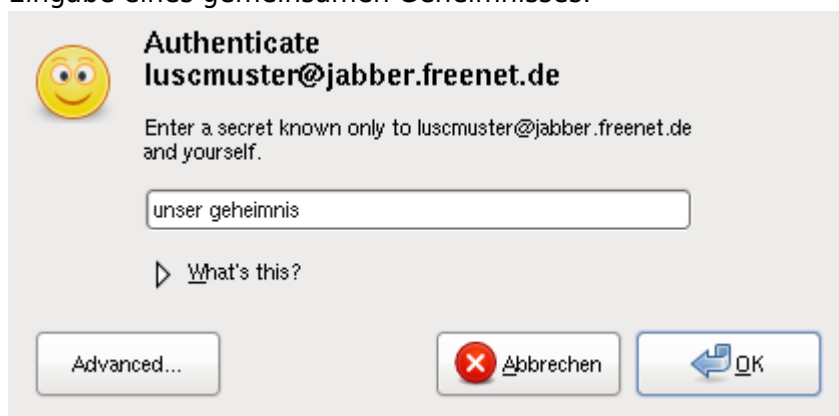 Eingabe eines gemeinsamen Geheimnisses:
Authenticate
luscmuster@jabber.freenet.de
Enter a secret known only to luscmuster@jabber.freenet.de
and yourself.
unser geheimnis
What's this?
Advanced...
Abbrechen
OK